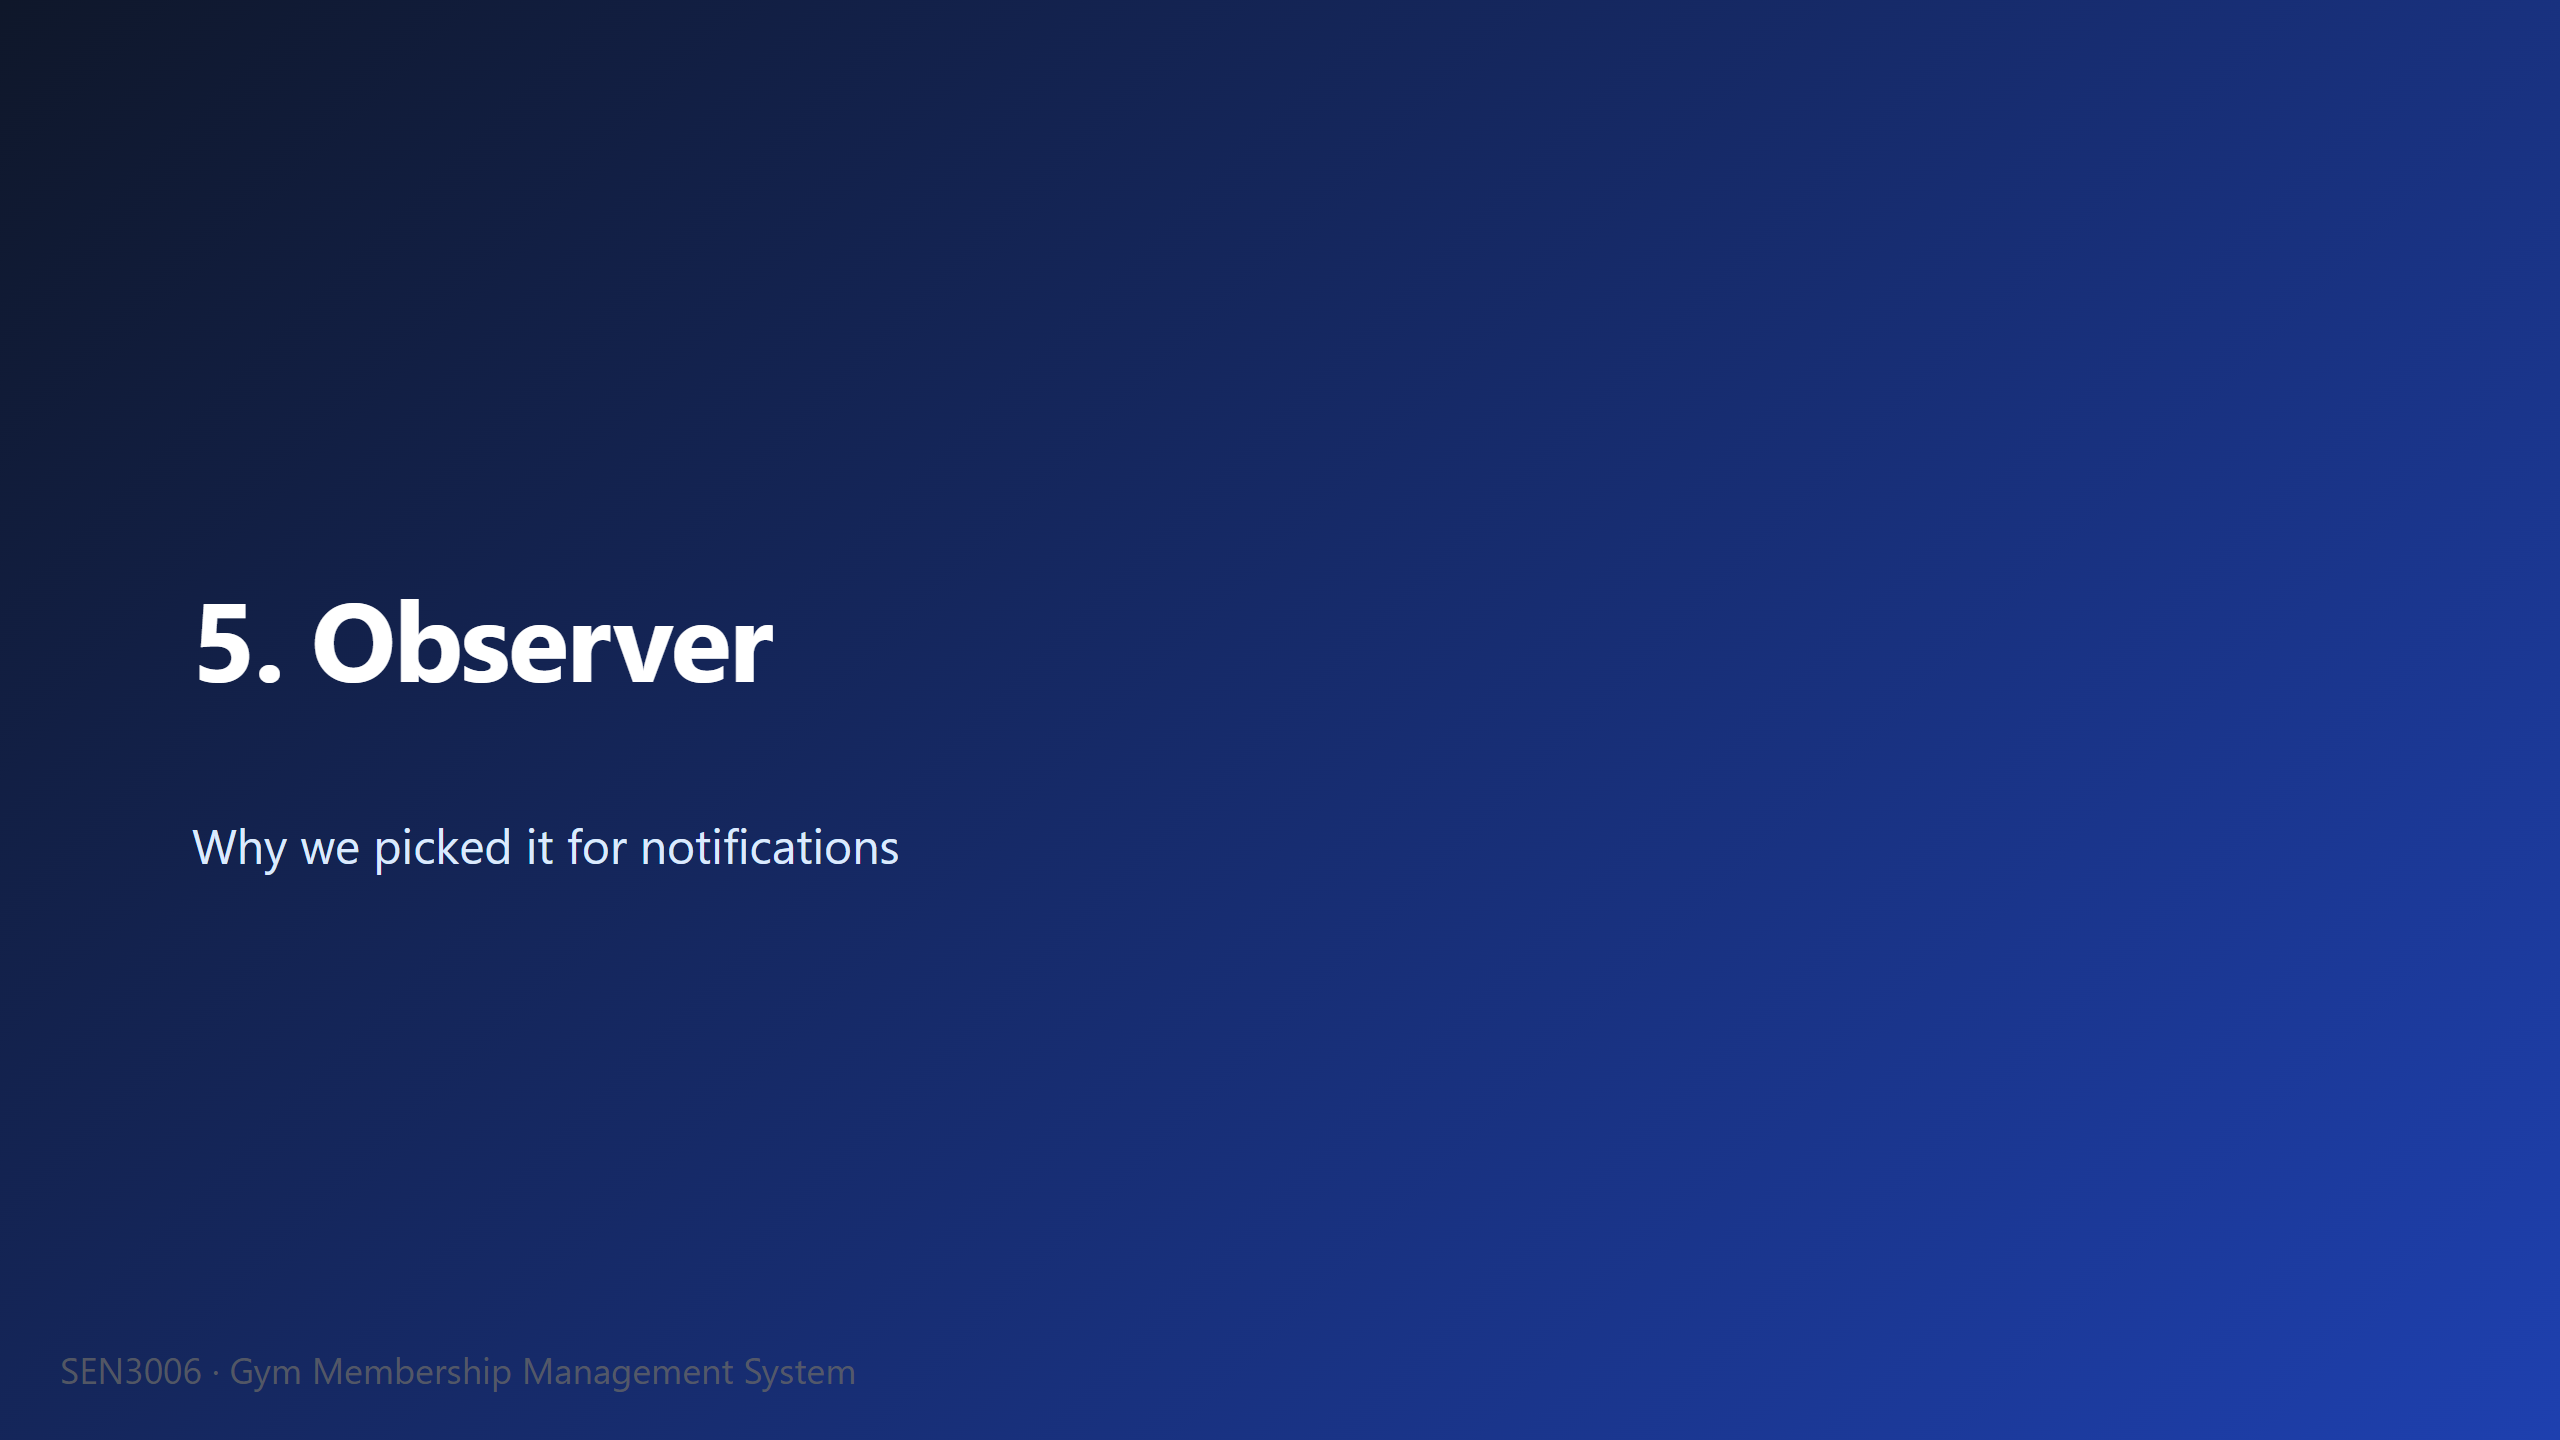 5. Observer
Why we picked it for notifications
SEN3006 · Gym Membership Management System